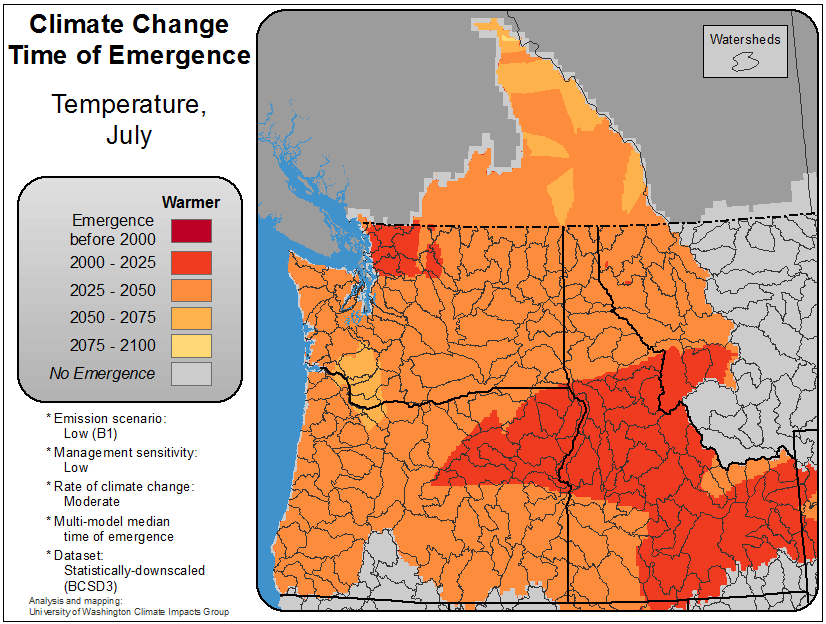 Climate Change
Time of Emergence
Temperature,
July
Warmer
Emergence
before 2000
2000 - 2025
2025 - 2050
2050 - 2075
2075 - 2100
No Emergence
* Emission scenario:
Low (B1)
* Management sensitivity:
Low
* Rate of climate change:
Moderate
* Multi-model median
time of emergence
* Dataset:
Statistically-downscaled
(BCSD3)
Analysis and mapping:
University of Washington Climate Impacts Group
Watersheds